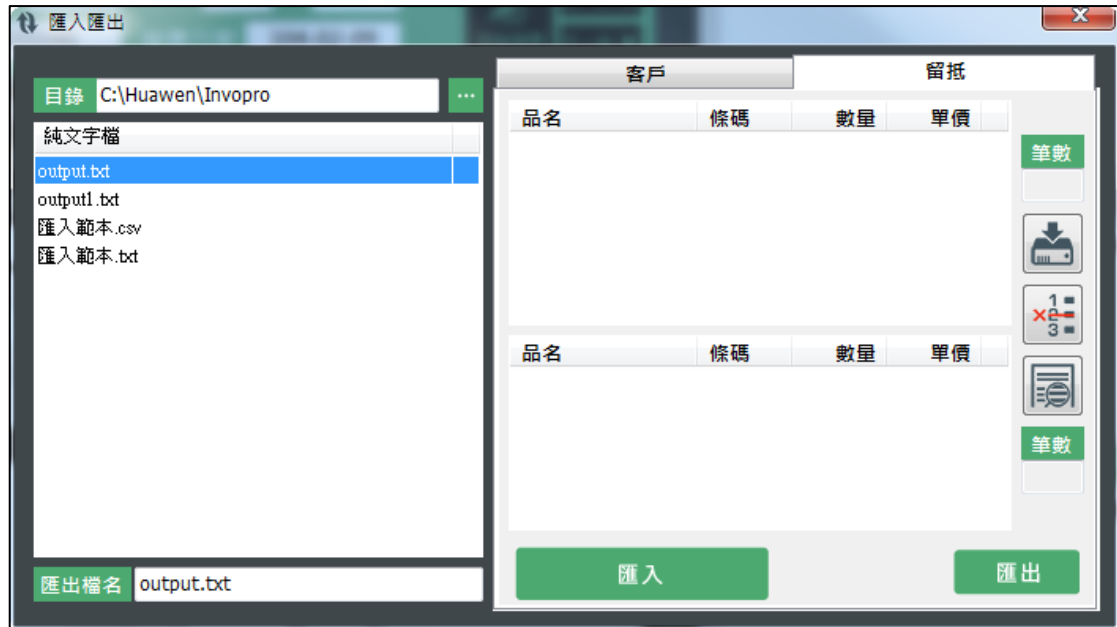 匯入匯出
目錄 C:\Huawen\Invopro ...
純文字檔
output.txt
output1.txt
匯入範本.csv
匯入範本.txt
匯出檔名 output.txt
客戶 留抵
品名 條碼 數量 單價
筆數
1
2
3
品名 條碼 數量 單價
筆數
匯入 匯出